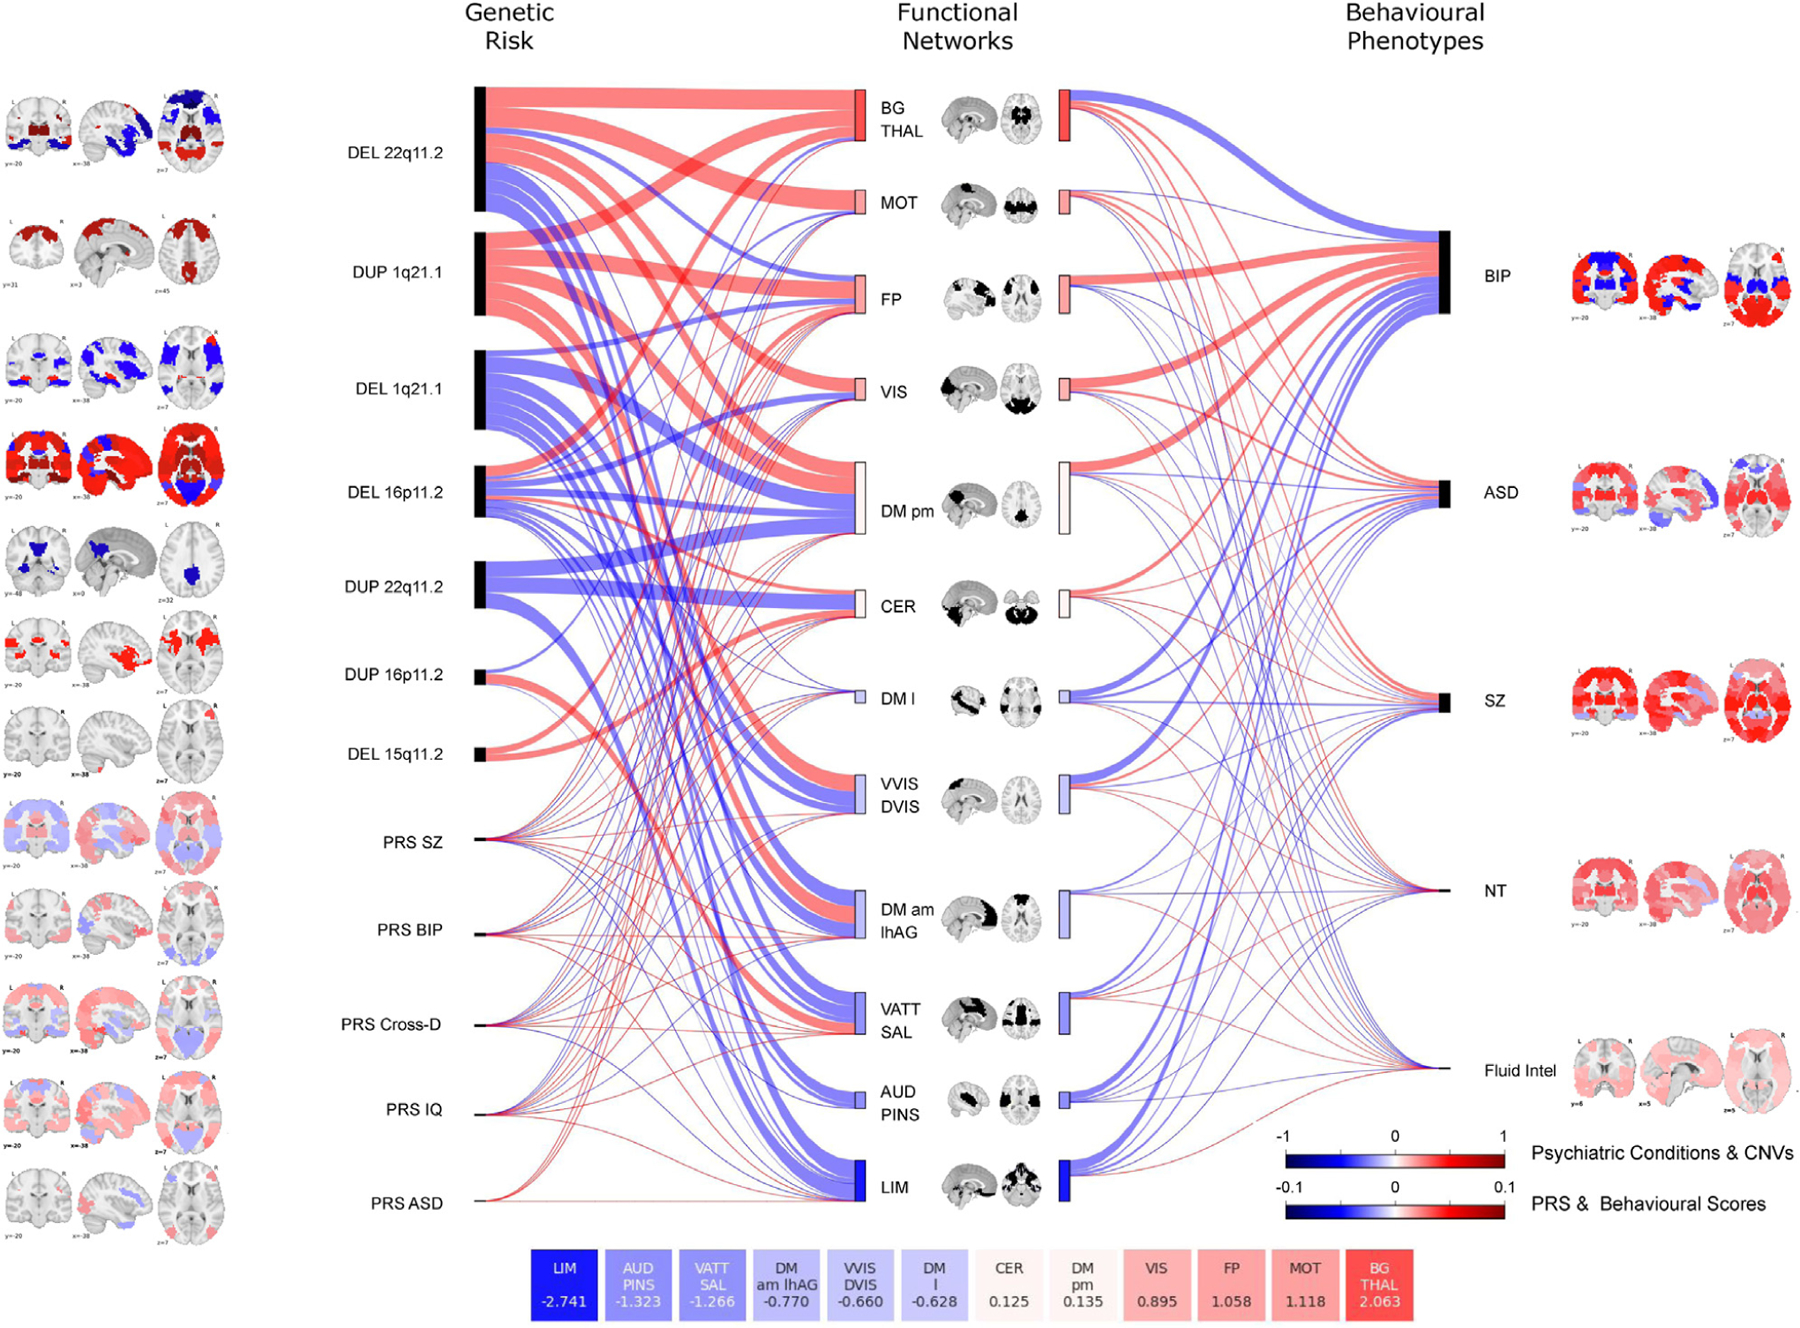 Genetic
Risk
Functional
Networks
Behavioural
Phenotypes
DEL 22q11.2
DUP 1q21.1
DEL 1q21.1
DEL 16p11.2
DUP 22q11.2
DUP 16p11.2
DEL 15q11.2
PRS SZ
PRS BIP
PRS Cross-D
PRS IQ
PRS ASD
BG
THAL
MOT
FP
VIS
DM pm
CER
DM l
VVIS
DVIS
DM am
lhAG
VATT
SAL
AUD
PINS
LIM
BIP
ASD
SZ
NT
Fluid Intel
-1 0 1
Psychiatric Conditions & CNVs
-0.1 0 0.1
PRS & Behavioural Scores
LIM
-2.741
AUD
PINS
-1.323
VATT
SAL
-1.266
DM
am lhAG
-0.770
VVIS
DVIS
-0.660
DM
l
-0.628
CER
0.125
DM
pm
0.135
VIS
0.895
FP
1.058
MOT
1.118
BG
THAL
2.063